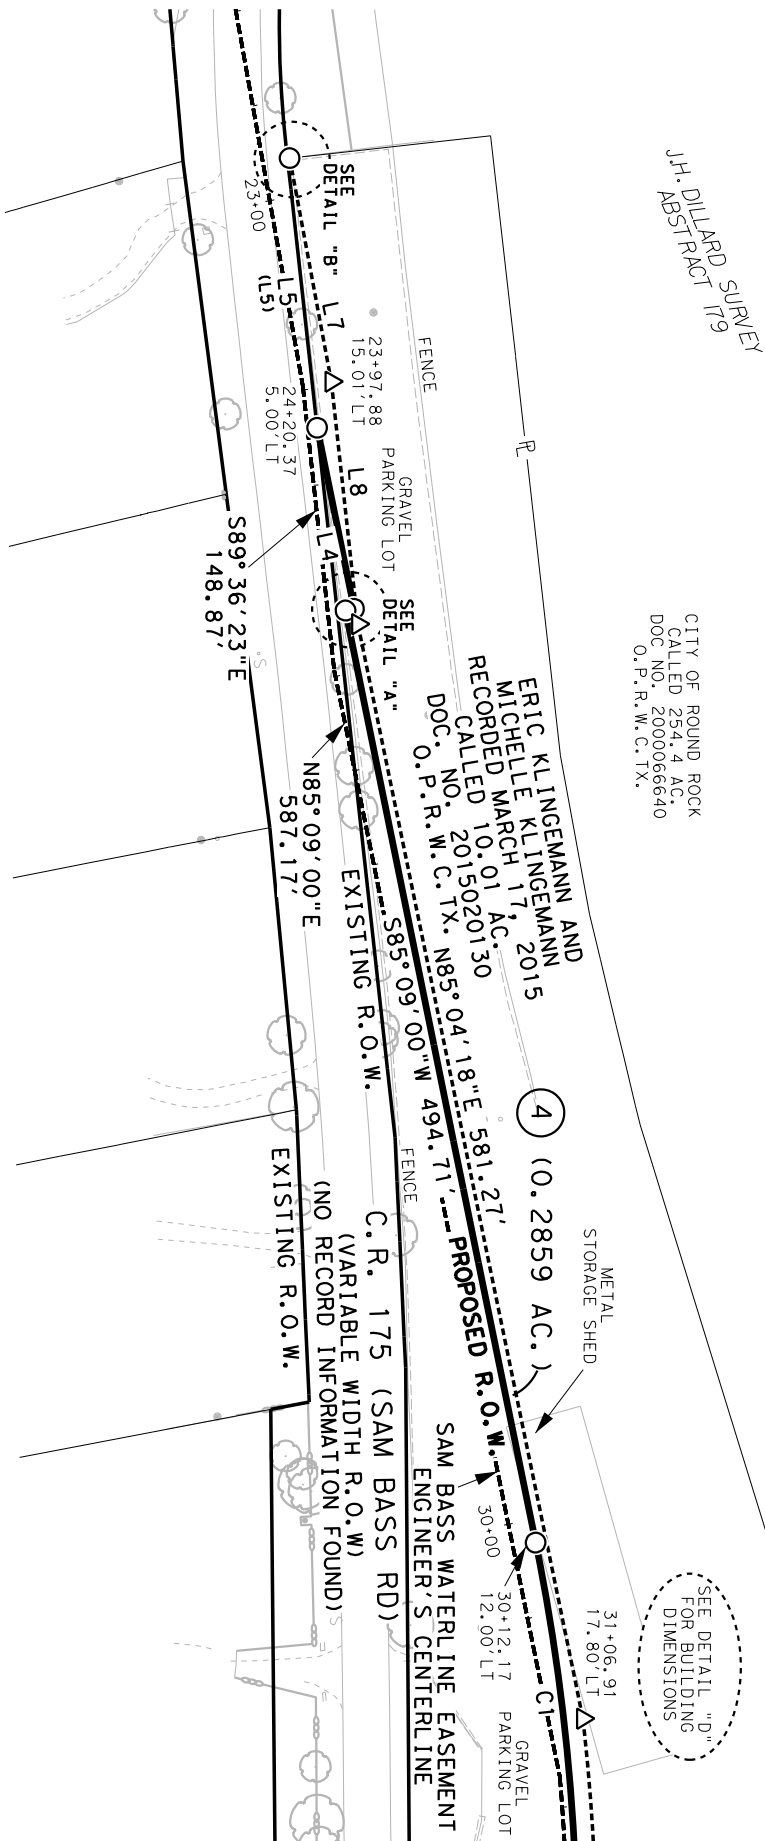 J.H. DILLARD SURVEY
ABSTRACT 179
SEE
DETAIL "B"
23+00
L5
(L5)
L7
FENCE
23+97.88
15.01'LT
24+20.37
5.00'LT
PL
L8
GRAVEL
PARKING LOT
L4
S89°36'23"E
148.87'
SEE
DETAIL "A"
CITY OF ROUND ROCK
CALLED 254.4 AC.
DOC NO. 2000066640
O.P.R.W.C.TX.
ERIC KLINGEMANN AND
MICHELLE KLINGEMANN
RECORDED MARCH 17, 2015
CALLED 10.01 AC.
DOC. NO. 2015020130
O.P.R.W.C.TX.
°S
N85°09'00"E
587.17'
EXISTING R.O.W.
S85°09'00"W 494.71'
N85°04'18"E 581.27'
4
(0.2859 AC.)
FENCE
EXISTING R.O.W.
C.R. 175 (SAM BASS RD)
(VARIABLE WIDTH R.O.W)
(NO RECORD INFORMATION FOUND)
PROPOSED R.O.W.
METAL
STORAGE SHED
SAM BASS WATERLINE EASEMENT
ENGINEER'S CENTERLINE
30+00
30+12.17
12.00'LT
31+06.91
17.80'LT
SEE DETAIL "D"
FOR BUILDING
DIMENSIONS
C1
GRAVEL
PARKING LOT
S